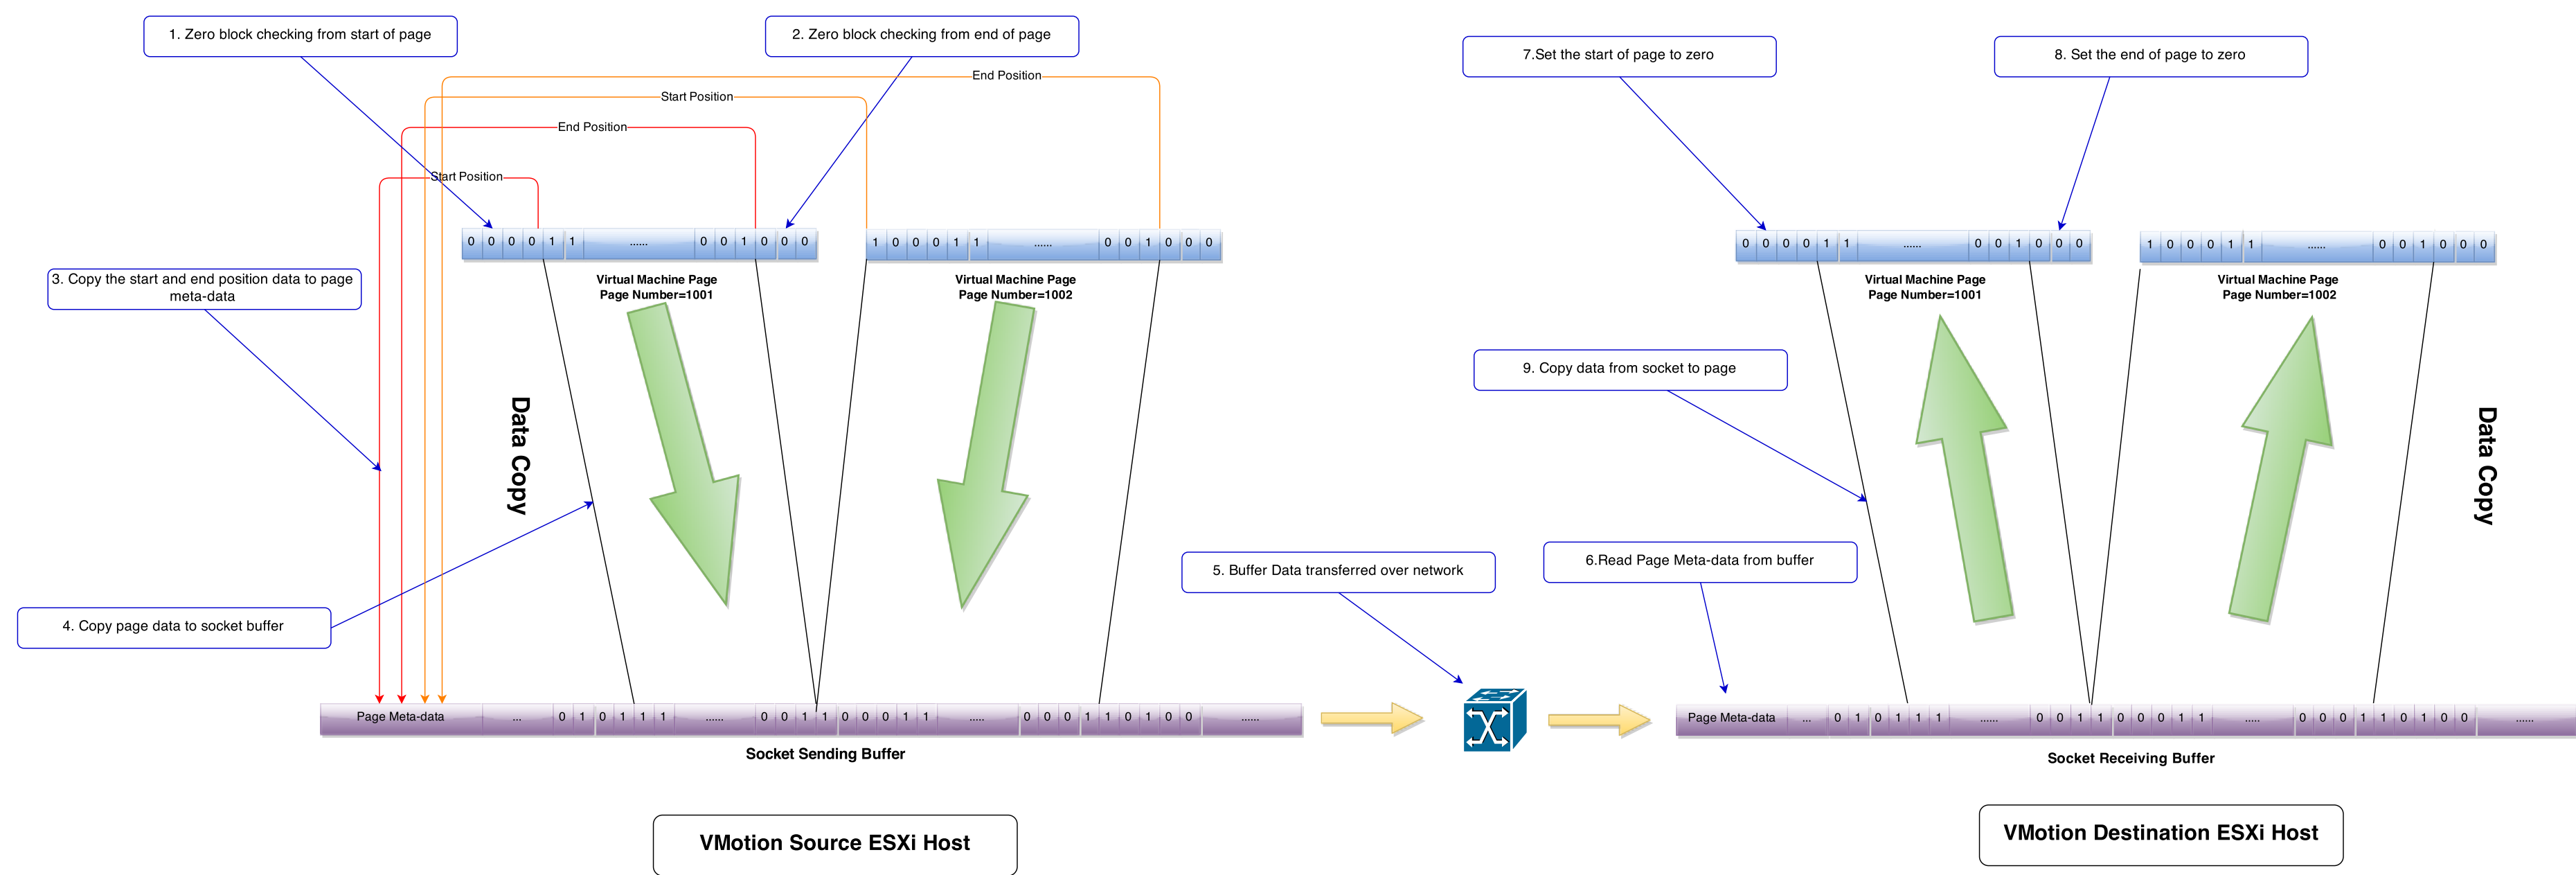 1. Zero block checking from start of page
2. Zero block checking from end of page
7.Set the start of page to zero
8. Set the end of page to zero
End Position
Start Position
End Position
Start Position
0 0 0 0 1 1 ...... 0 0 1 0 0 0
1 0 0 0 1 1 ...... 0 0 1 0 0 0
0 0 0 0 1 1 ...... 0 0 1 0 0 0
1 0 0 0 1 1 ...... 0 0 1 0 0 0
Virtual Machine Page
Page Number=1001
Virtual Machine Page
Page Number=1002
Virtual Machine Page
Page Number=1001
Virtual Machine Page
Page Number=1002
3. Copy the start and end position data to page
meta-data
9. Copy data from socket to page
Data Copy
Data Copy
5. Buffer Data transferred over network
6.Read Page Meta-data from buffer
4. Copy page data to socket buffer
Page Meta-data ... 0 1 0 1 1 1 ...... 0 0 1 1 0 0 0 1 1 ..... 0 0 0 1 1 0 1 0 0 ......
Page Meta-data ... 0 1 0 1 1 1 ...... 0 0 1 1 0 0 0 1 1 ..... 0 0 0 1 1 0 1 0 0 ......
Socket Sending Buffer
Socket Receiving Buffer
VMotion Source ESXi Host
VMotion Destination ESXi Host